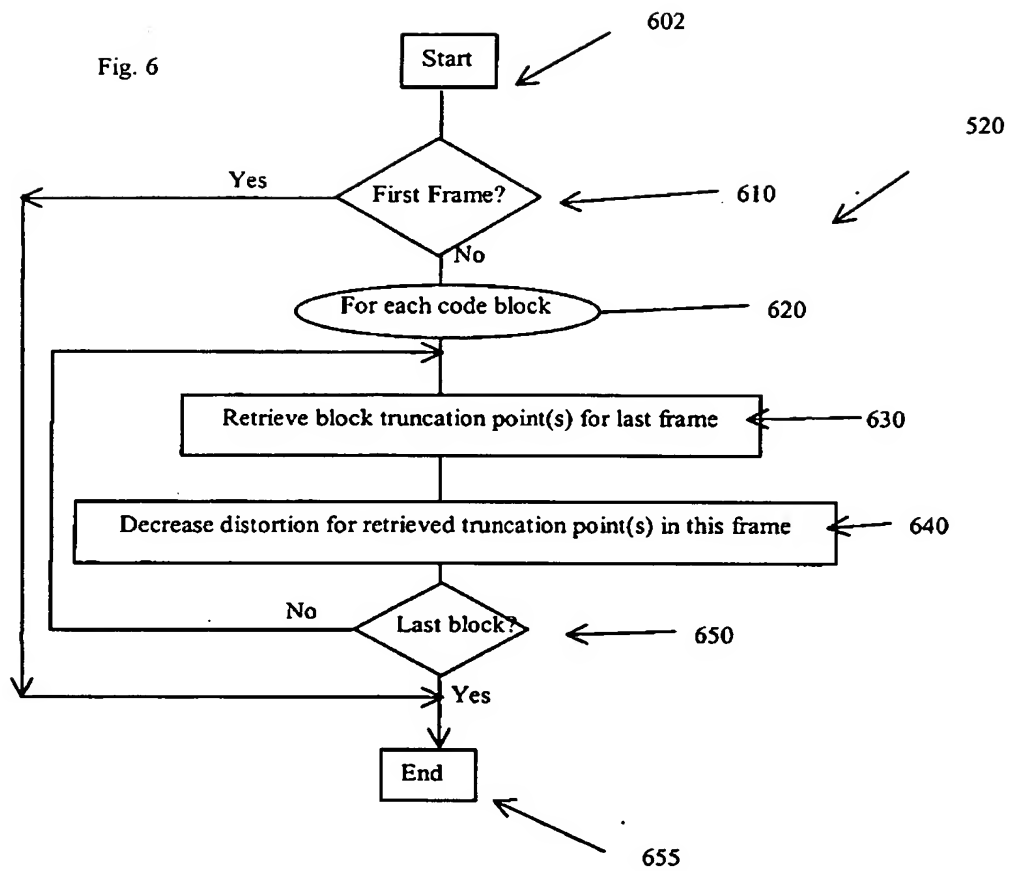 602
Start
Fig. 6
520
Yes
First Frame?
610
No
For each code block
620
Retrieve block truncation point(s) for last frame
630
Decrease distortion for retrieved truncation point(s) in this frame
640
No
Last block?
650
Yes
End
655